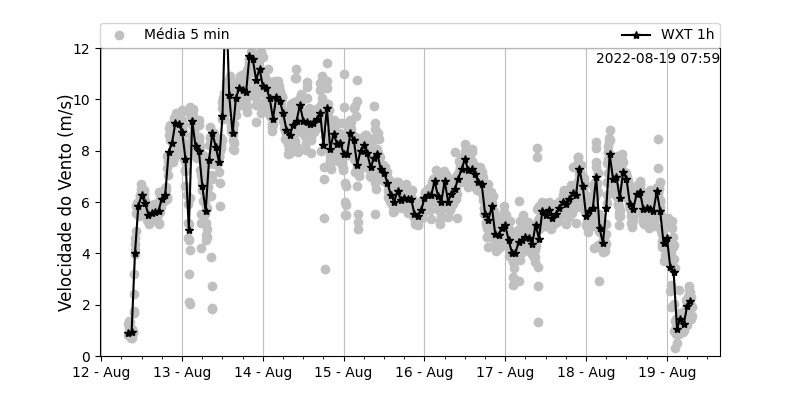 Média 5 min
WXT 1h
2022-08-19 07:59
Velocidade do Vento (m/s)
12
10
8
6
4
2
0
12 - Aug
13 - Aug
14 - Aug
15 - Aug
16 - Aug
17 - Aug
18 - Aug
19 - Aug